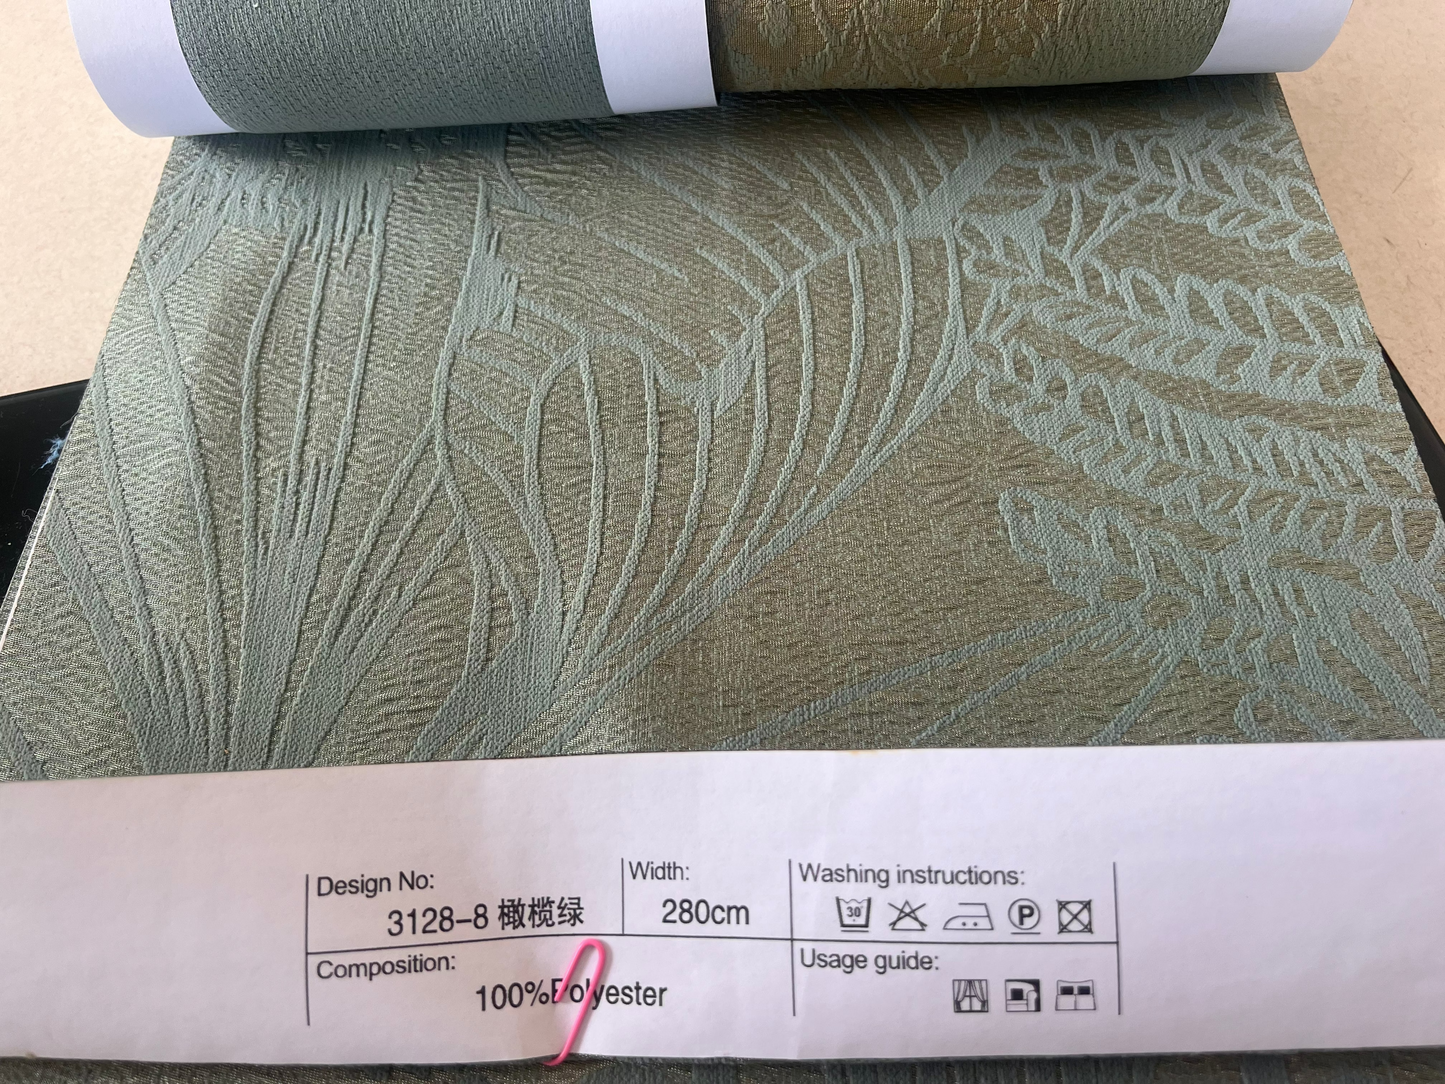 Design No:
3128-8 橄榄绿
Width:
280cm
Washing instructions:
30°
P
Composition:
100%Polyester
Usage guide: